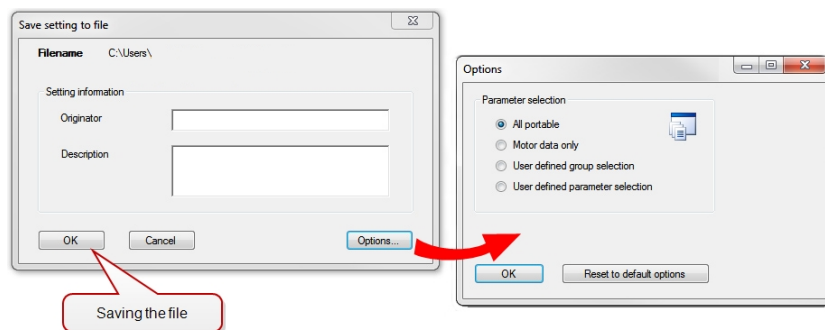 Save setting to file
Filename C:\Users\
Setting information
Originator
Description
OK Cancel Options...
Saving the file
Options
Parameter selection
All portable
Motor data only
User defined group selection
User defined parameter selection
OK Reset to default options